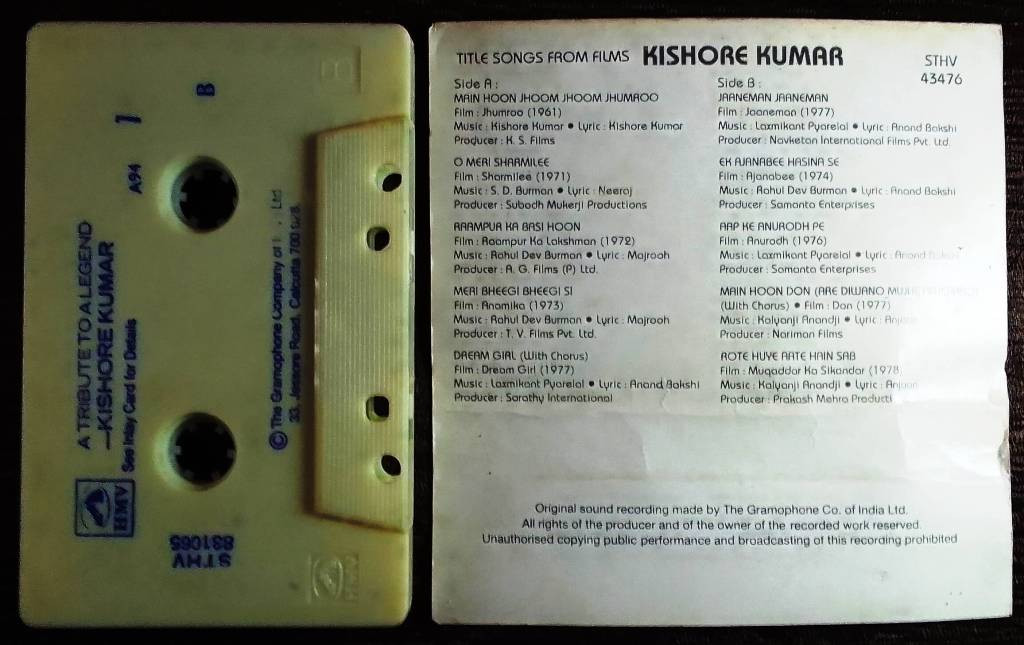 A TRIBUTE TO A LEGEND
—KISHORE KUMAR
See Inlay Card for Details
HMV
A94
1
B
B
© The Gramophone Company of Ltd
33, Jessore Road, Calcutta 700
STHV
831065
HMV
TITLE SONGS FROM FILMS KISHORE KUMAR
STHV
43476
Side A :
MAIN HOON JHOOM JHOOM JHUMROO
Film : Jhumroo (1961)
Music : Kishore Kumar ● Lyric : Kishore Kumar
Producer : K. S. Films
O MERI SHARMILEE
Film : Sharmilee (1971)
Music : S. D. Burman ● Lyric : Neeraj
Producer : Subodh Mukerji Productions
RAAMPUR KA BASI HOON
Film : Raampur Ka Lakshman (1972)
Music : Rahul Dev Burman ● Lyric : Majrooh
Producer : A. G. Films (P) Ltd.
MERI BHEEGI BHEEGI SI
Film : Anamika (1973)
Music : Rahul Dev Burman ● Lyric : Majrooh
Producer : T. V. Films Pvt. Ltd.
DREAM GIRL (With Chorus)
Film : Dream Girl (1977)
Music : Laxmikant Pyarelal ● Lyric : Anand Bakshi
Producer : Sarathy International
Side B :
JAANEMAN JAANEMAN
Film : Jaaneman (1977)
Music : Laxmikant Pyarelal ● Lyric : Anand Bakshi
Producer : Navketan International Films Pvt. Ltd.
EK AJANABEE HASINA SE
Film : Ajanabee (1974)
Music : Rahul Dev Burman ● Lyric : Anand Bakshi
Producer : Samanta Enterprises
AAP KE ANURODH PE
Film : Anurodh (1976)
Music : Laxmikant Pyarelal ● Lyric : Anand Bakshi
Producer : Samanta Enterprises
MAIN HOON DON (ARE DIWANO
(With Chorus) ● Film : Don (1977)
Music : Kalyanji Anandji ● Lyric :
Producer : Nariman Films
ROTE HUYE AATE HAIN SAB
Film : Muqaddar Ka Sikandar (1978
Music : Kalyanji Anandji ● Lyric : Anjaan
Producer : Prakash Mehra Producti
Original sound recording made by The Gramophone Co. of India Ltd.
All rights of the producer and of the owner of the recorded work reserved.
Unauthorised copying public performance and broadcasting of this recording prohibited